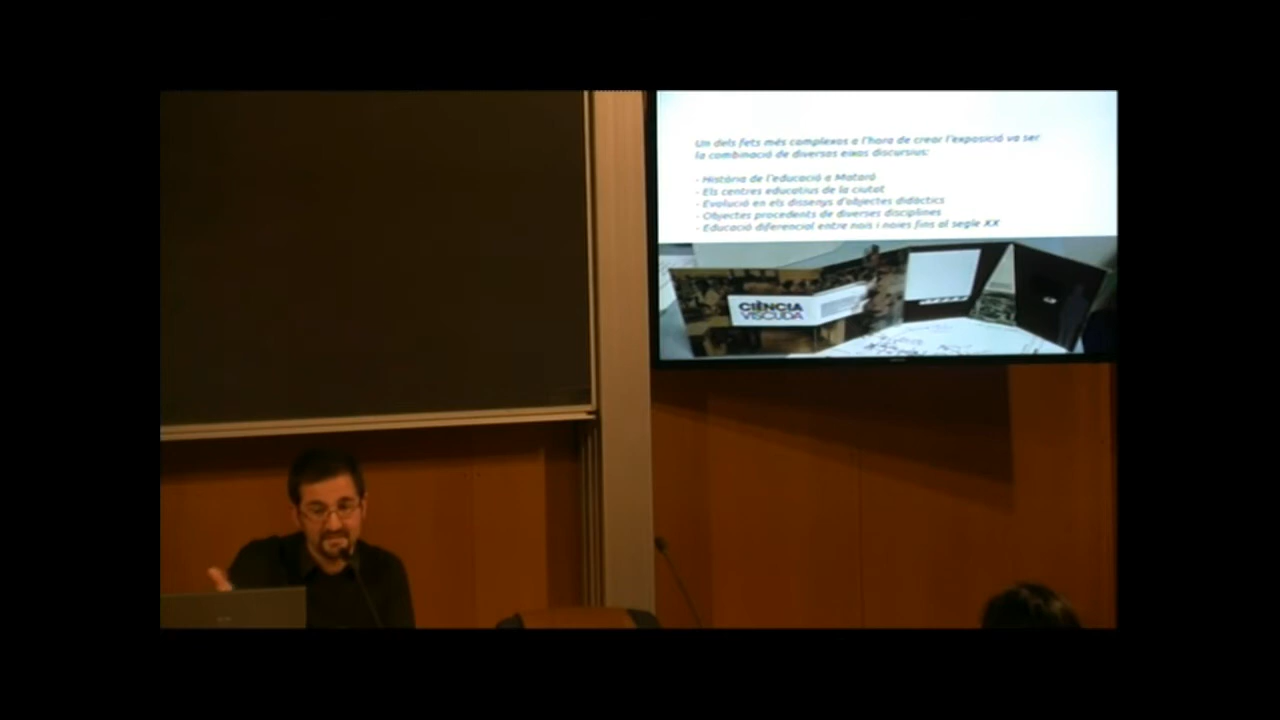 Un dels fets més complexos a l'hora de crear l'exposició va ser
la combinació de diversos eixos discursius:
- Història de l'educació a Mataró
- Els centres educatius de la ciutat
- Evolució en els dissenys d'objectes didàctics
- Objectes procedents de diverses disciplines
- Educació diferencial entre nois i noies fins al segle XX
CIÈNCIA
VISCUDA